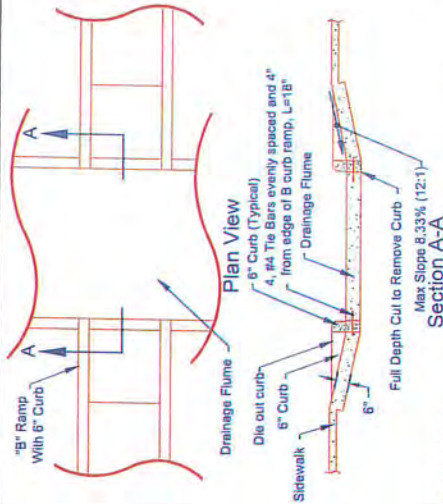 A
A
"B" Ramp
With 6" Curb
Drainage Flume
Plan View
6" Curb (Typical)
4, #4 Tie Bars evenly spaced and 4"
from edge of B curb ramp, L=18"
Drainage Flume
Die out curb
6" Curb
Sidewalk
6"
Full Depth Cut to Remove Curb
Max Slope 8.33% (12:1)
Section A-A